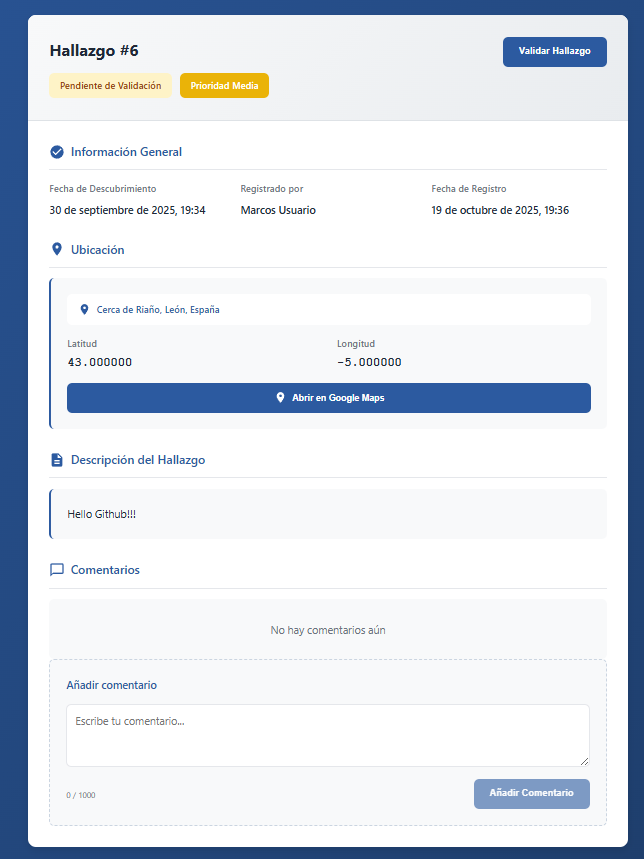 Hallazgo #6
Validar Hallazgo
Pendiente de Validación
Prioridad Media
Información General
Fecha de Descubrimiento
Registrado por
Fecha de Registro
30 de septiembre de 2025, 19:34
Marcos Usuario
19 de octubre de 2025, 19:36
Ubicación
Cerca de Riaño, León, España
Latitud
Longitud
43.000000
-5.000000
Abrir en Google Maps
Descripción del Hallazgo
Hello Github!!!
Comentarios
No hay comentarios aún
Añadir comentario
Escribe tu comentario...
0 / 1000
Añadir Comentario